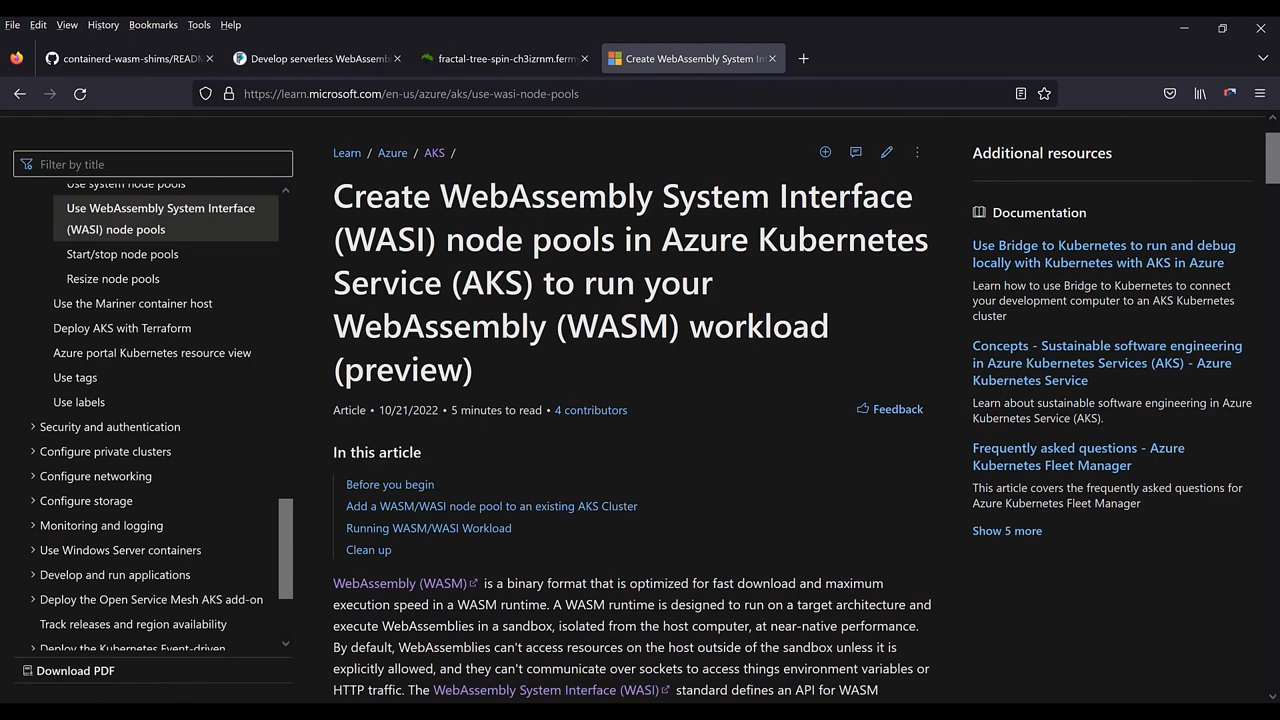 File Edit View History Bookmarks Tools Help
containerd-wasm-shims/READM
Develop serverless WebAssemb
fractal-tree-spin-ch3izrnm.ferm
Create WebAssembly System In
https://learn.microsoft.com/en-us/azure/aks/use-wasi-node-pools
Filter by title
Use system node pools
Use WebAssembly System Interface
(WASI) node pools
Start/stop node pools
Resize node pools
Use the Mariner container host
Deploy AKS with Terraform
Azure portal Kubernetes resource view
Use tags
Use labels
Security and authentication
Configure private clusters
Configure networking
Configure storage
Monitoring and logging
Use Windows Server containers
Develop and run applications
Deploy the Open Service Mesh AKS add-on
Track releases and region availability
Deploy the Kubernetes Event-driven
Download PDF
Learn / Azure / AKS /
Create WebAssembly System Interface
(WASI) node pools in Azure Kubernetes
Service (AKS) to run your
WebAssembly (WASM) workload
(preview)
Article • 10/21/2022 • 5 minutes to read • 4 contributors
Feedback
In this article
Before you begin
Add a WASM/WASI node pool to an existing AKS Cluster
Running WASM/WASI Workload
Clean up
WebAssembly (WASM) is a binary format that is optimized for fast download and maximum
execution speed in a WASM runtime. A WASM runtime is designed to run on a target architecture and
execute WebAssemblies in a sandbox, isolated from the host computer, at near-native performance.
By default, WebAssemblies can't access resources on the host outside of the sandbox unless it is
explicitly allowed, and they can't communicate over sockets to access things environment variables or
HTTP traffic. The WebAssembly System Interface (WASI) standard defines an API for WASM
Additional resources
Documentation
Use Bridge to Kubernetes to run and debug
locally with Kubernetes with AKS in Azure
Learn how to use Bridge to Kubernetes to connect
your development computer to an AKS Kubernetes
cluster
Concepts - Sustainable software engineering
in Azure Kubernetes Services (AKS) - Azure
Kubernetes Service
Learn about sustainable software engineering in Azure
Kubernetes Service (AKS).
Frequently asked questions - Azure
Kubernetes Fleet Manager
This article covers the frequently asked questions for
Azure Kubernetes Fleet Manager
Show 5 more